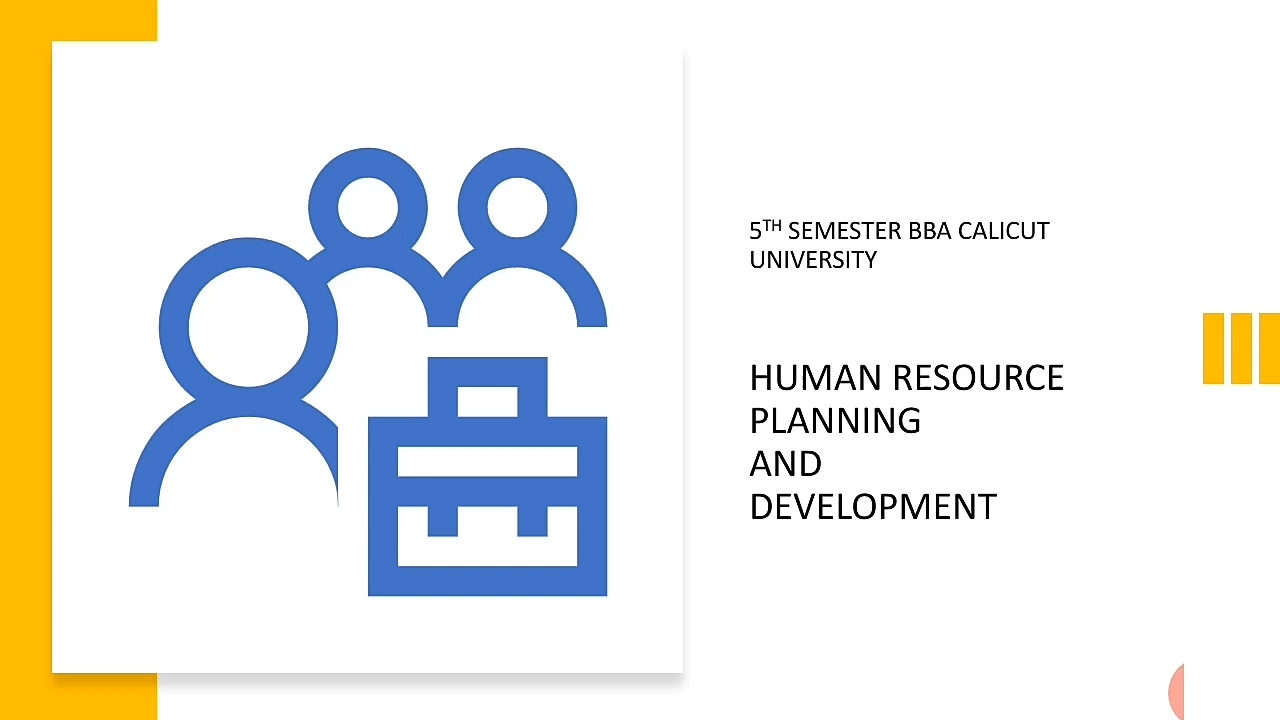 5TH SEMESTER BBA CALICUT
UNIVERSITY
HUMAN RESOURCE
PLANNING
AND
DEVELOPMENT